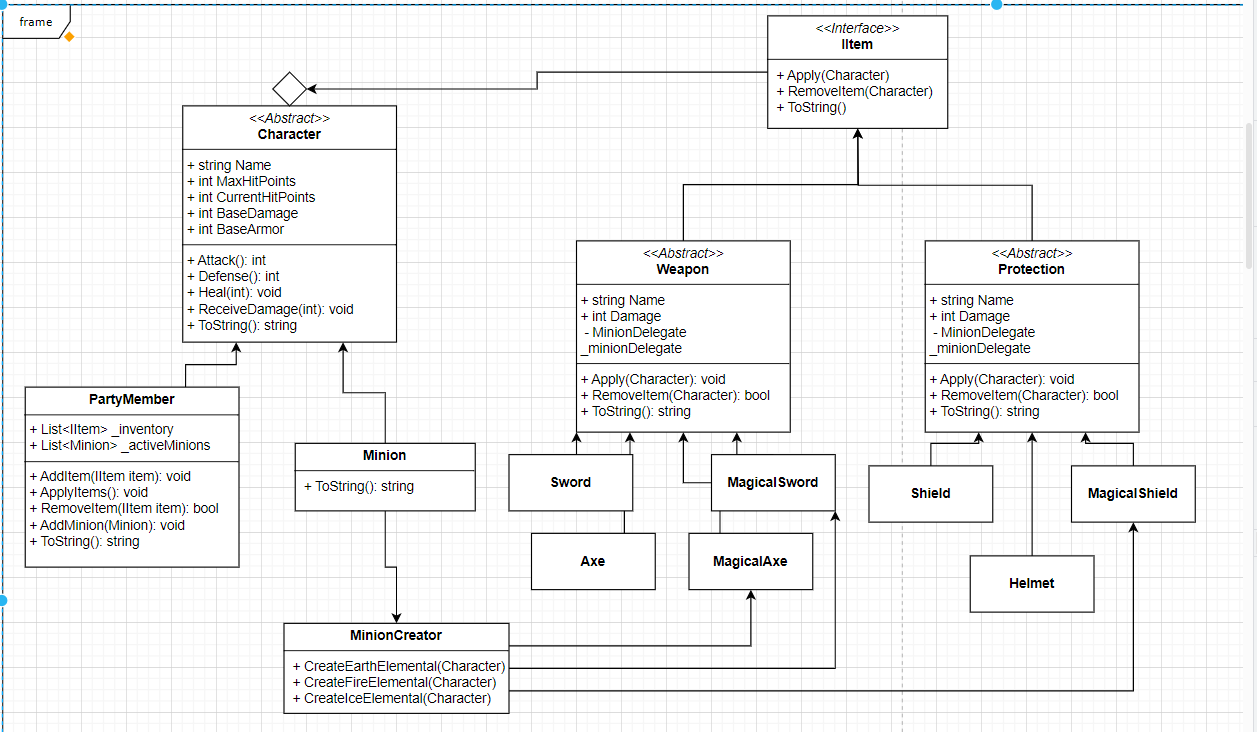 frame
<<Interface>>
IItem
+ Apply(Character)
+ RemoveItem(Character)
+ ToString()
<<Abstract>>
Character
+ string Name
+ int MaxHitPoints
+ int CurrentHitPoints
+ int BaseDamage
+ int BaseArmor
+ Attack(): int
+ Defense(): int
+ Heal(int): void
+ ReceiveDamage(int): void
+ ToString(): string
<<Abstract>>
Weapon
+ string Name
+ int Damage
- MinionDelegate
_minionDelegate
+ Apply(Character): void
+ RemoveItem(Character): bool
+ ToString(): string
<<Abstract>>
Protection
+ string Name
+ int Damage
- MinionDelegate
_minionDelegate
+ Apply(Character): void
+ RemoveItem(Character): bool
+ ToString(): string
PartyMember
+ List<IItem> _inventory
+ List<Minion> _activeMinions
+ AddItem(IItem item): void
+ ApplyItems(): void
+ RemoveItem(IItem item): bool
+ AddMinion(Minion): void
+ ToString(): string
Minion
+ ToString(): string
Sword
MagicalSword
Shield
MagicalShield
Axe
MagicalAxe
Helmet
MinionCreator
+ CreateEarthElemental(Character)
+ CreateFireElemental(Character)
+ CreateIceElemental(Character)